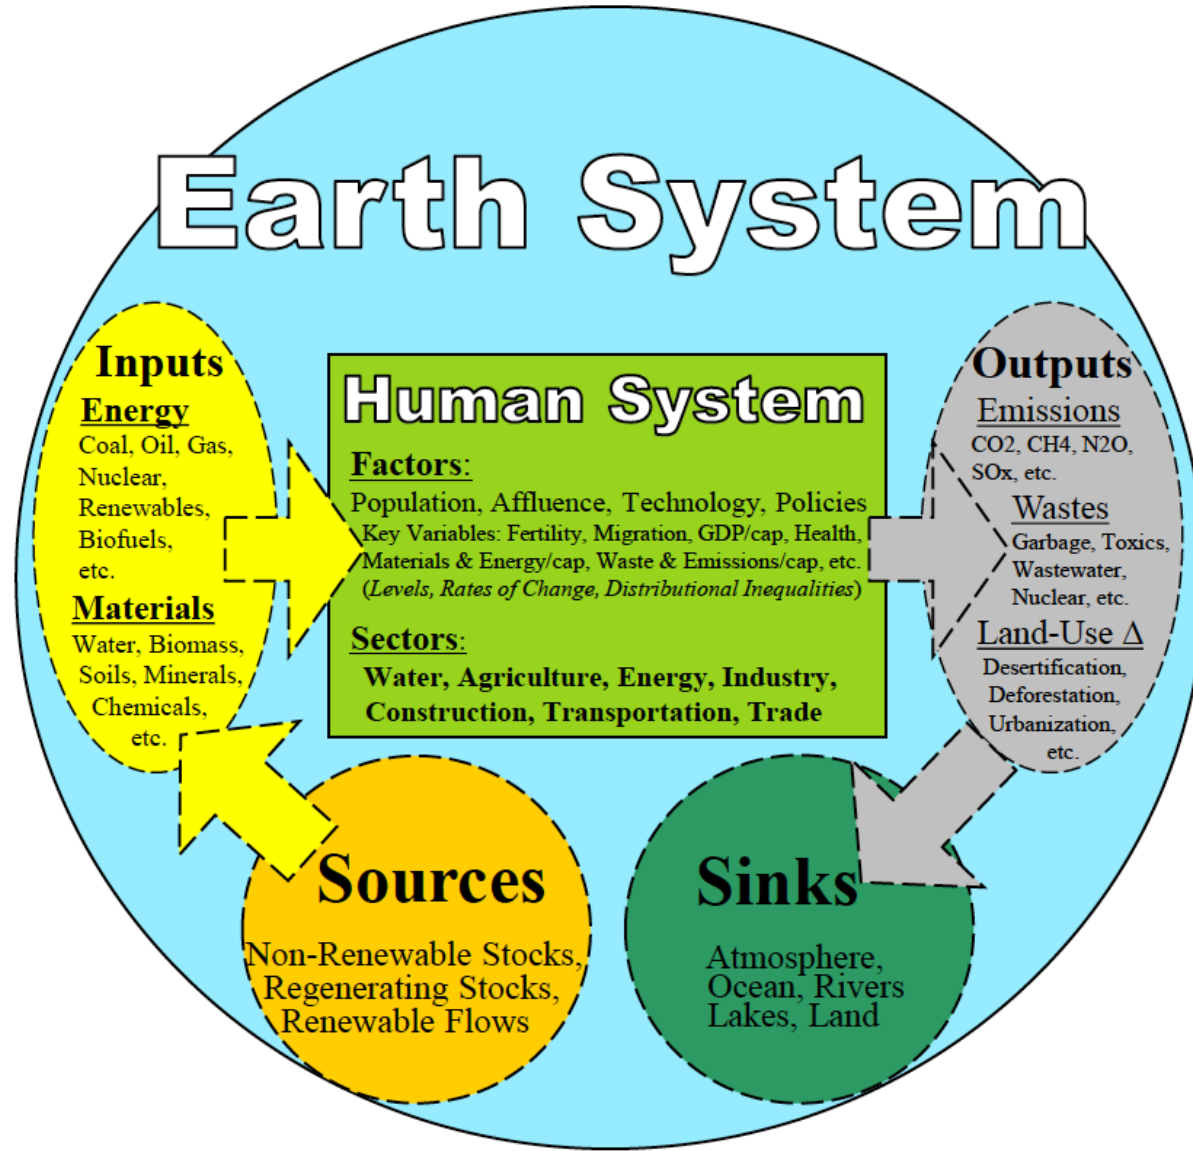 Earth System
Inputs
Energy
Coal, Oil, Gas,
Nuclear,
Renewables,
Biofuels,
etc.
Materials
Water, Biomass,
Soils, Minerals,
Chemicals,
etc.
Human System
Factors:
Population, Affluence, Technology, Policies
Key Variables: Fertility, Migration, GDP/cap, Health,
Materials & Energy/cap, Waste & Emissions/cap, etc.
(Levels, Rates of Change, Distributional Inequalities)
Sectors:
Water, Agriculture, Energy, Industry,
Construction, Transportation, Trade
Outputs
Emissions
CO2, CH4, N2O,
SOx, etc.
Wastes
Garbage, Toxics,
Wastewater,
Nuclear, etc.
Land-Use Δ
Desertification,
Deforestation,
Urbanization,
etc.
Sources
Non-Renewable Stocks,
Regenerating Stocks,
Renewable Flows
Sinks
Atmosphere,
Ocean, Rivers
Lakes, Land